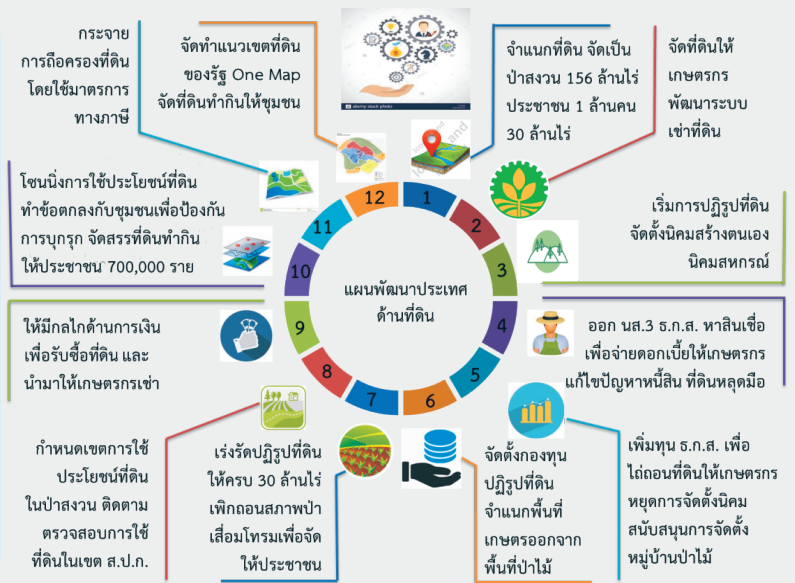 แผนพัฒนาประเทศ
ด้านที่ดิน
1
จำแนกที่ดิน จัดเป็น
ป่าสงวน 156 ล้านไร่
ประชาชน 1 ล้านคน
30 ล้านไร่
2
จัดที่ดินให้
เกษตรกร
พัฒนาระบบ
เช่าที่ดิน
3
เริ่มการปฏิรูปที่ดิน
จัดตั้งนิคมสร้างตนเอง
นิคมสหกรณ์
4
ออก นส.3 ธ.ก.ส. หาสินเชื่อ
เพื่อจ่ายดอกเบี้ยให้เกษตรกร
แก้ไขปัญหาหนี้สิน ที่ดินหลุดมือ
5
เพิ่มทุน ธ.ก.ส. เพื่อ
ไถ่ถอนที่ดินให้เกษตรกร
หยุดการจัดตั้งนิคม
สนับสนุนการจัดตั้ง
หมู่บ้านป่าไม้
6
จัดตั้งกองทุน
ปฏิรูปที่ดิน
จำแนกพื้นที่
เกษตรออกจาก
พื้นที่ป่าไม้
7
เร่งรัดปฏิรูปที่ดิน
ให้ครบ 30 ล้านไร่
เพิกถอนสภาพป่า
เสื่อมโทรมเพื่อจัด
ให้ประชาชน
8
กำหนดเขตการใช้
ประโยชน์ที่ดิน
ในป่าสงวน ติดตาม
ตรวจสอบการใช้
ที่ดินในเขต ส.ป.ก.
9
ให้มีกลไกด้านการเงิน
เพื่อรับซื้อที่ดิน และ
นำมาให้เกษตรกรเช่า
10
โซนนิ่งการใช้ประโยชน์ที่ดิน
ทำข้อตกลงกับชุมชนเพื่อป้องกัน
การบุกรุก จัดสรรที่ดินทำกิน
ให้ประชาชน 700,000 ราย
11
กระจาย
การถือครองที่ดิน
โดยใช้มาตรการ
ทางภาษี
12
จัดทำแนวเขตที่ดิน
ของรัฐ One Map
จัดที่ดินทำกินให้ชุมชน
alamy stock photo